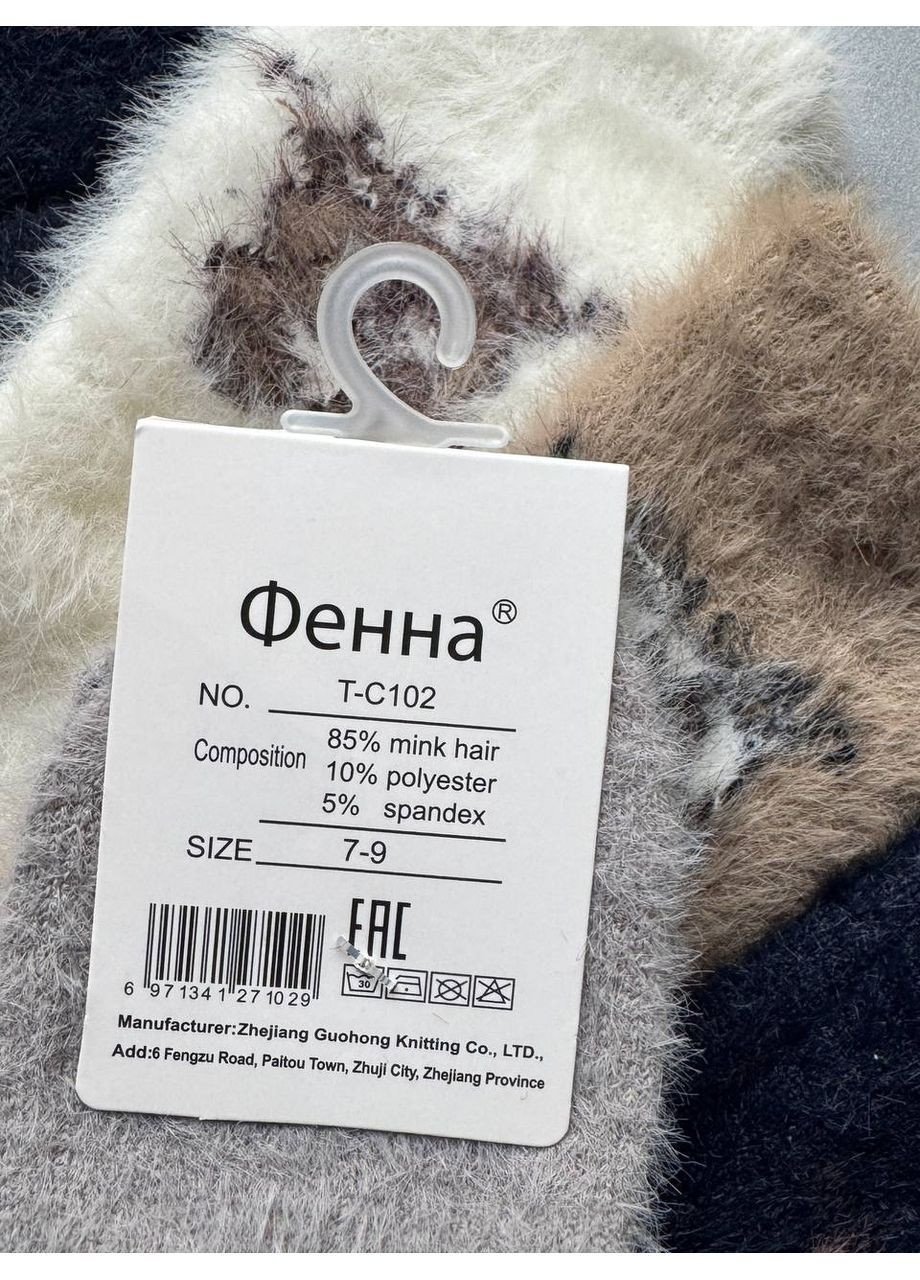 Фенна®
NO. T-C102
Composition 85% mink hair
10% polyester
5% spandex
SIZE 7-9
EAC
30
6 971341 271029
Manufacturer:Zhejiang Guohong Knitting Co., LTD.,
Add:6 Fengzu Road, Paitou Town, Zhuji City, Zhejiang Province